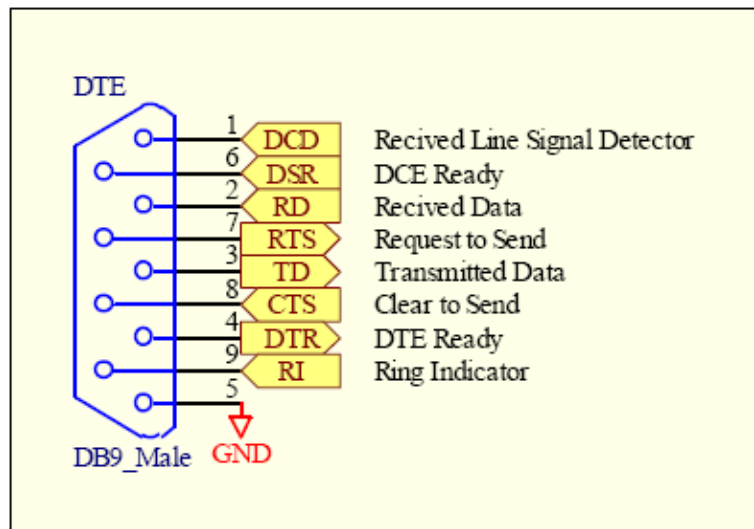 DTE
1 DCD Recived Line Signal Detector
6 DSR DCE Ready
2 RD Recived Data
7 RTS Request to Send
3 TD Transmitted Data
8 CTS Clear to Send
4 DTR DTE Ready
9 RI Ring Indicator
5
DB9_Male GND